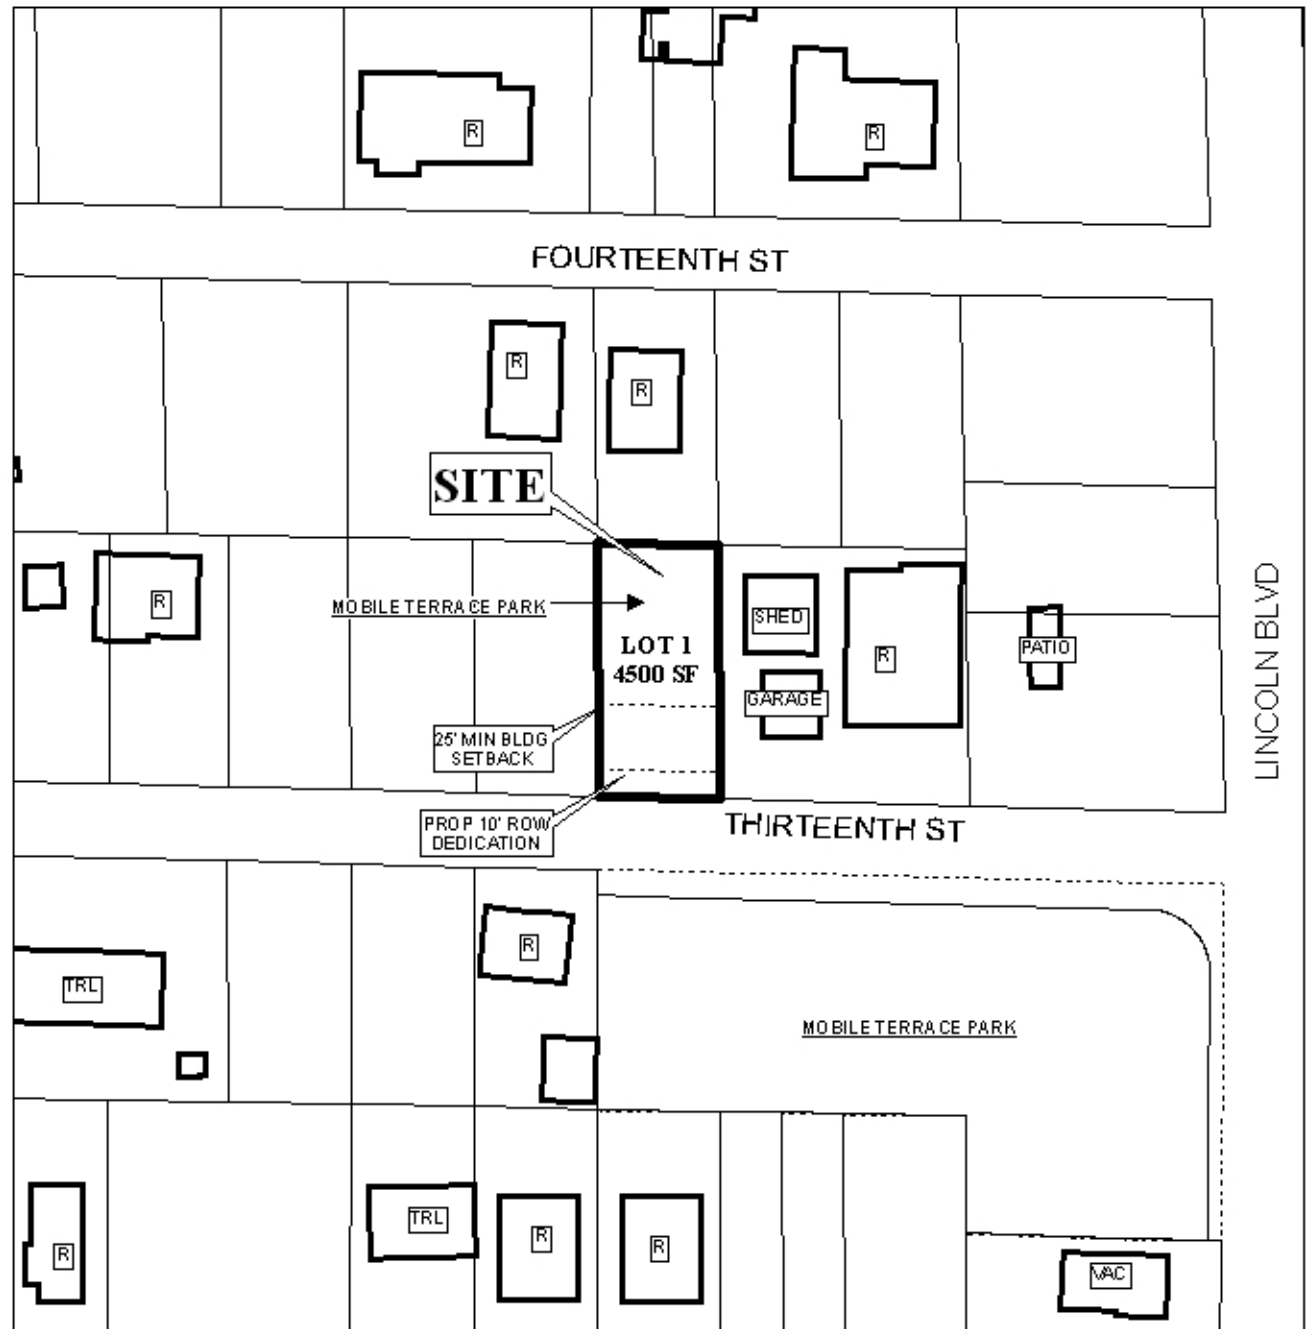 R
R
FOURTEENTH ST
R
R
SITE
R
MOBILE TERRACE PARK
SHED
LOT 1
4500 SF
R
PATIO
GARAGE
25' MIN BLDG
SETBACK
LINCOLN BLVD
PROP 10' ROW
DEDICATION
THIRTEENTH ST
R
TRL
MOBILE TERRACE PARK
TRL
R
R
R
VAC